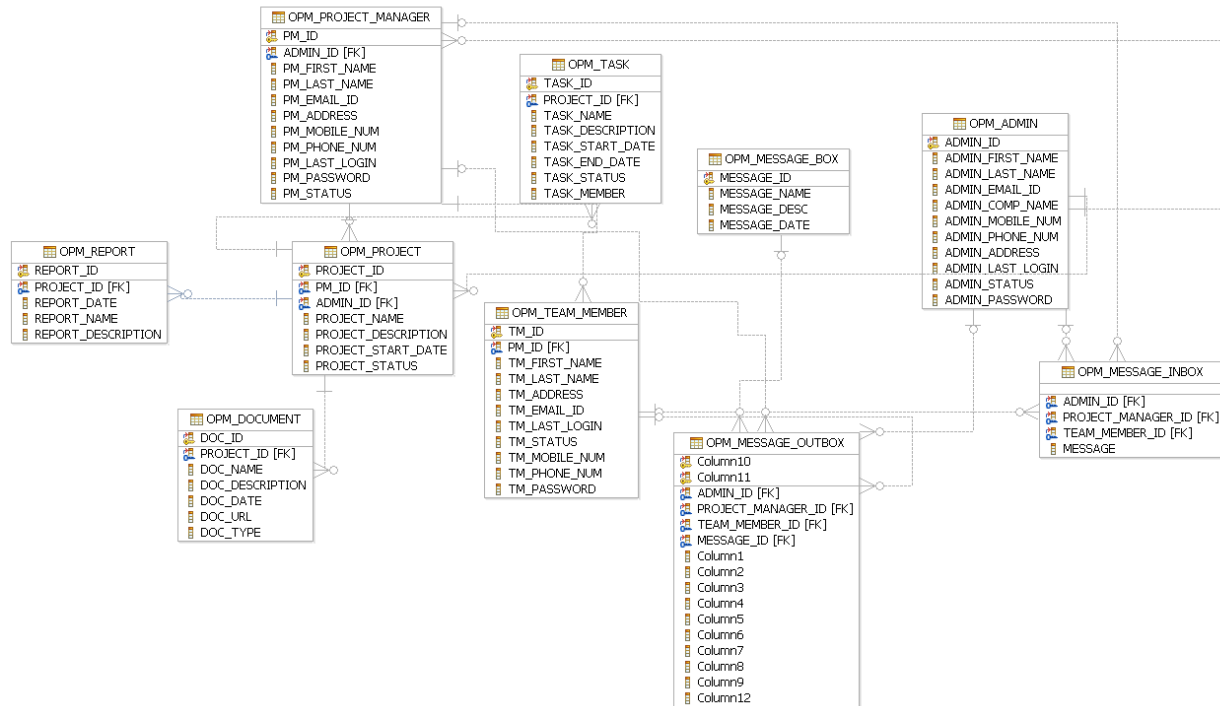 OPM_PROJECT_MANAGER
PM_ID
ADMIN_ID [FK]
PM_FIRST_NAME
PM_LAST_NAME
PM_EMAIL_ID
PM_ADDRESS
PM_MOBILE_NUM
PM_PHONE_NUM
PM_LAST_LOGIN
PM_PASSWORD
PM_STATUS
OPM_TASK
TASK_ID
PROJECT_ID [FK]
TASK_NAME
TASK_DESCRIPTION
TASK_START_DATE
TASK_END_DATE
TASK_STATUS
TASK_MEMBER
OPM_MESSAGE_BOX
MESSAGE_ID
MESSAGE_NAME
MESSAGE_DESC
MESSAGE_DATE
OPM_ADMIN
ADMIN_ID
ADMIN_FIRST_NAME
ADMIN_LAST_NAME
ADMIN_EMAIL_ID
ADMIN_COMP_NAME
ADMIN_MOBILE_NUM
ADMIN_PHONE_NUM
ADMIN_ADDRESS
ADMIN_LAST_LOGIN
ADMIN_STATUS
ADMIN_PASSWORD
OPM_REPORT
REPORT_ID
PROJECT_ID [FK]
REPORT_DATE
REPORT_NAME
REPORT_DESCRIPTION
OPM_PROJECT
PROJECT_ID
PM_ID [FK]
ADMIN_ID [FK]
PROJECT_NAME
PROJECT_DESCRIPTION
PROJECT_START_DATE
PROJECT_STATUS
OPM_TEAM_MEMBER
TM_ID
PM_ID [FK]
TM_FIRST_NAME
TM_LAST_NAME
TM_ADDRESS
TM_EMAIL_ID
TM_LAST_LOGIN
TM_STATUS
TM_MOBILE_NUM
TM_PHONE_NUM
TM_PASSWORD
OPM_MESSAGE_INBOX
ADMIN_ID [FK]
PROJECT_MANAGER_ID [FK]
TEAM_MEMBER_ID [FK]
MESSAGE
OPM_DOCUMENT
DOC_ID
PROJECT_ID [FK]
DOC_NAME
DOC_DESCRIPTION
DOC_DATE
DOC_URL
DOC_TYPE
OPM_MESSAGE_OUTBOX
Column10
Column11
ADMIN_ID [FK]
PROJECT_MANAGER_ID [FK]
TEAM_MEMBER_ID [FK]
MESSAGE_ID [FK]
Column1
Column2
Column3
Column4
Column5
Column6
Column7
Column8
Column9
Column12